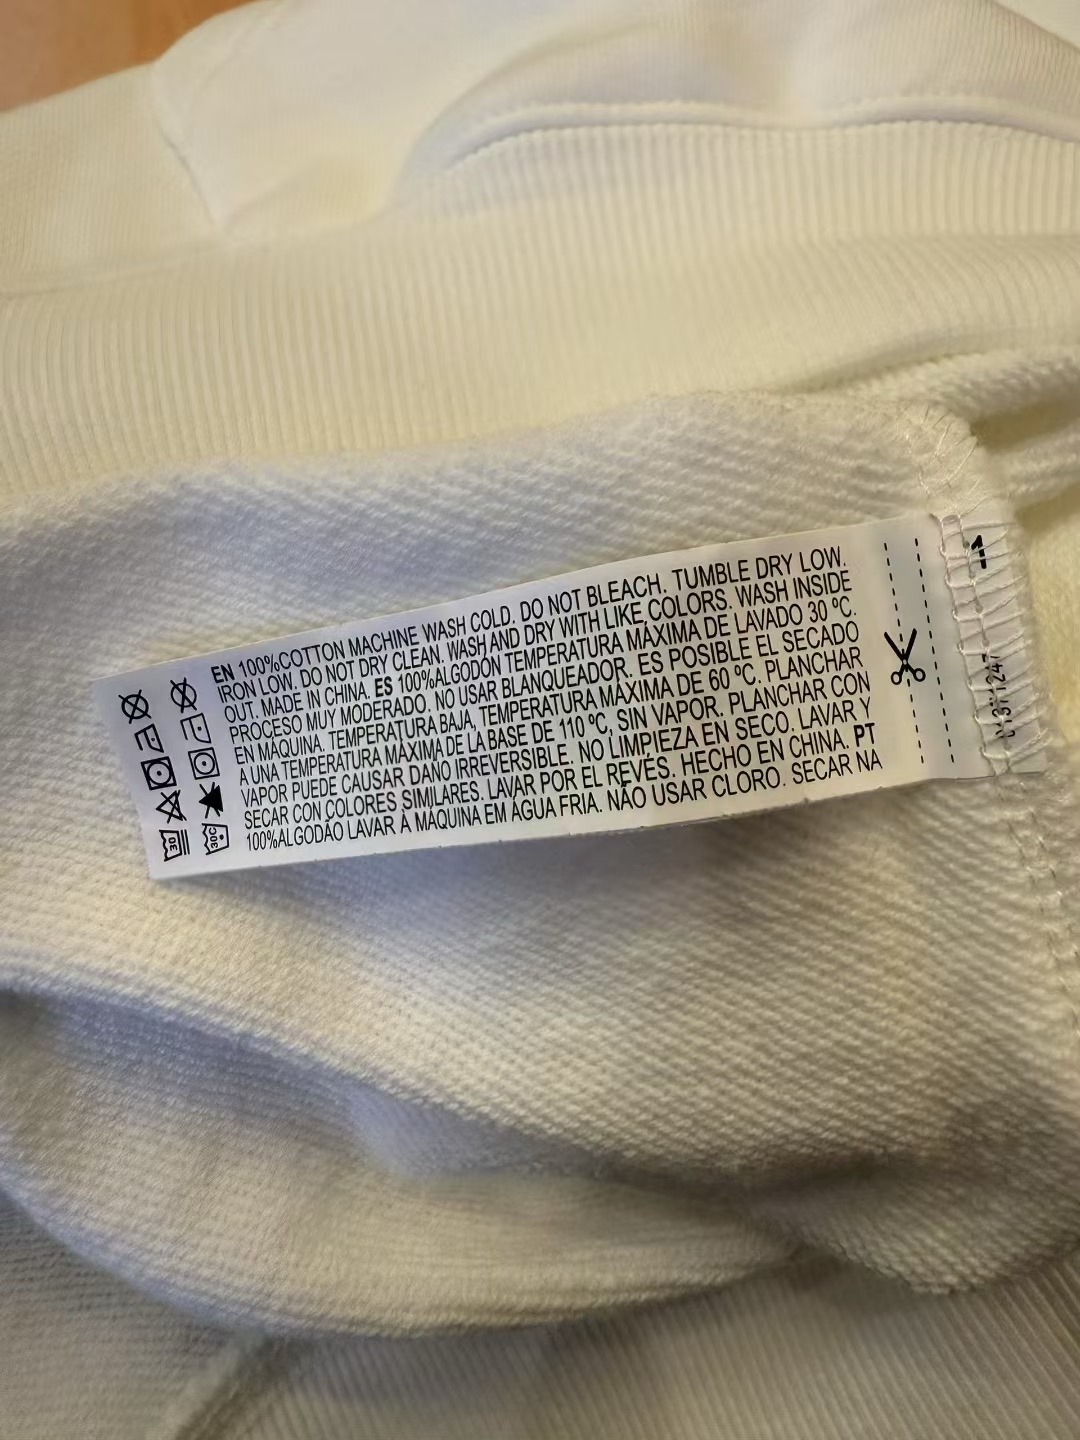 EN 100%COTTON MACHINE WASH COLD. DO NOT BLEACH. TUMBLE DRY LOW.
IRON LOW. DO NOT DRY CLEAN. WASH AND DRY WITH LIKE COLORS. WASH INSIDE
OUT. MADE IN CHINA. ES 100%ALGODÓN TEMPERATURA MÁXIMA DE LAVADO 30 ºC.
PROCESO MUY MODERADO. NO USAR BLANQUEADOR. ES POSIBLE EL SECADO
EN MÁQUINA. TEMPERATURA BAJA, TEMPERATURA MÁXIMA DE 60 ºC. PLANCHAR
A UNA TEMPERATURA MÁXIMA DE LA BASE DE 110 ºC, SIN VAPOR. PLANCHAR CON
VAPOR PUEDE CAUSAR DAÑO IRREVERSIBLE. NO LIMPIEZA EN SECO. LAVAR Y
SECAR CON COLORES SIMILARES. LAVAR POR EL REVÉS. HECHO EN CHINA. PT
100%ALGODÃO LAVAR À MÁQUINA EM ÁGUA FRIA. NÃO USAR CLORO. SECAR NA
30
30C
1